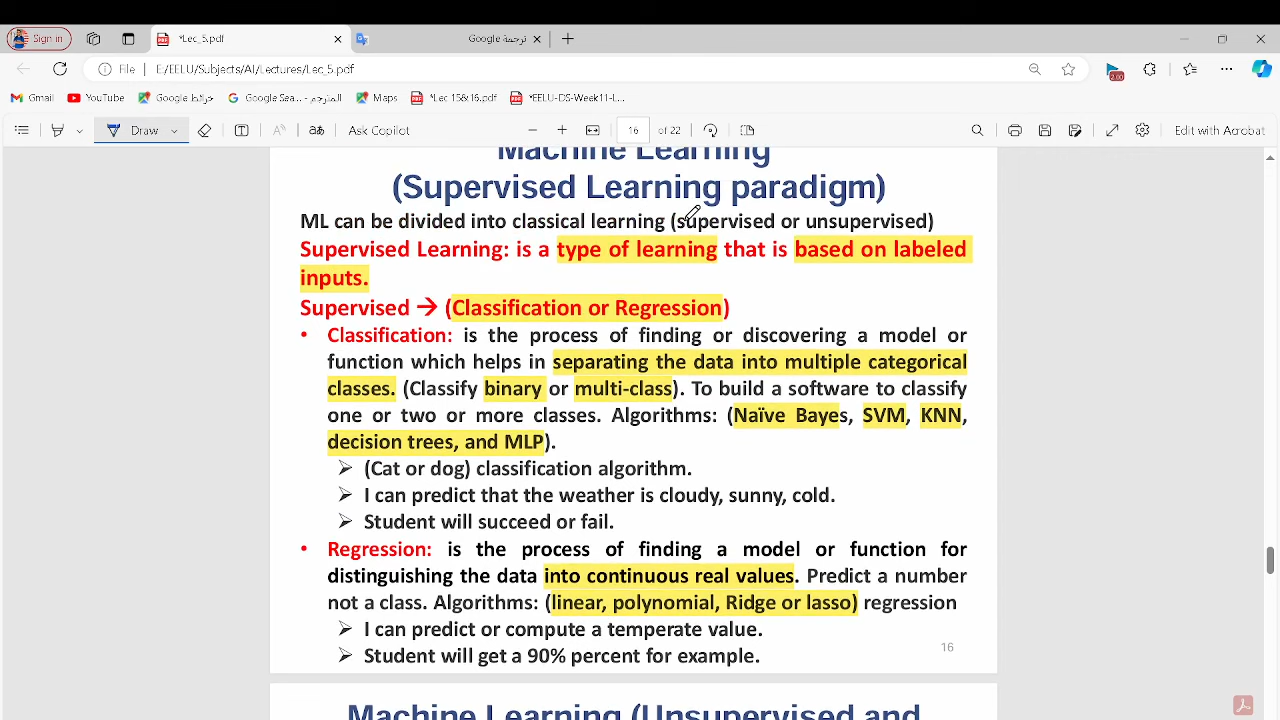 Sign in
*Lec_5.pdf
ترجمة Google
File
E:/EELU/Subjects/AI/Lectures/Lec_5.pdf
2.00
Gmail
YouTube
خرائط Google
المترجم - Google Search
Maps
*Lec 15&16.pdf
*EELU-DS-Week11-L...
Draw
aあ
Ask Copilot
16
of 22
Edit with Acrobat
Machine Learning
(Supervised Learning paradigm)
ML can be divided into classical learning (supervised or unsupervised)
Supervised Learning: is a type of learning that is based on labeled
inputs.
Supervised → (Classification or Regression)
• Classification: is the process of finding or discovering a model or
function which helps in separating the data into multiple categorical
classes. (Classify binary or multi-class). To build a software to classify
one or two or more classes. Algorithms: (Naïve Bayes, SVM, KNN,
decision trees, and MLP).
➢ (Cat or dog) classification algorithm.
➢ I can predict that the weather is cloudy, sunny, cold.
➢ Student will succeed or fail.
• Regression: is the process of finding a model or function for
distinguishing the data into continuous real values. Predict a number
not a class. Algorithms: (linear, polynomial, Ridge or lasso) regression
➢ I can predict or compute a temperate value.
➢ Student will get a 90% percent for example.
16
Machine Learning (Unsupervised and